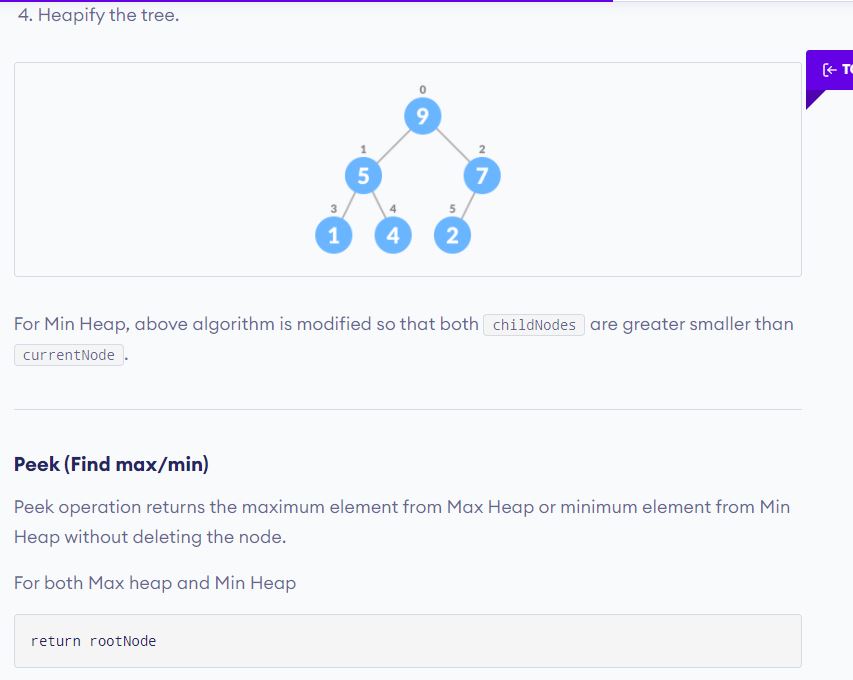 4. Heapify the tree.
TO
0
9
1
2
5
7
3
4
5
1
4
2
For Min Heap, above algorithm is modified so that both childNodes are greater smaller than
currentNode .
Peek (Find max/min)
Peek operation returns the maximum element from Max Heap or minimum element from Min
Heap without deleting the node.
For both Max heap and Min Heap
return rootNode